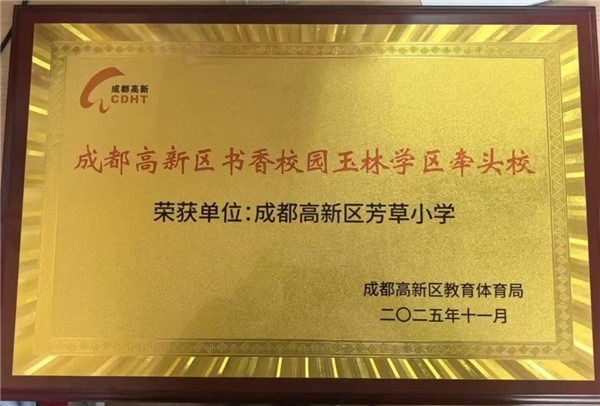 成都高新
CDHT
成都高新区书香校园玉林学区牵头校
荣获单位:成都高新区芳草小学
成都高新区教育体育局
二〇二五年十一月